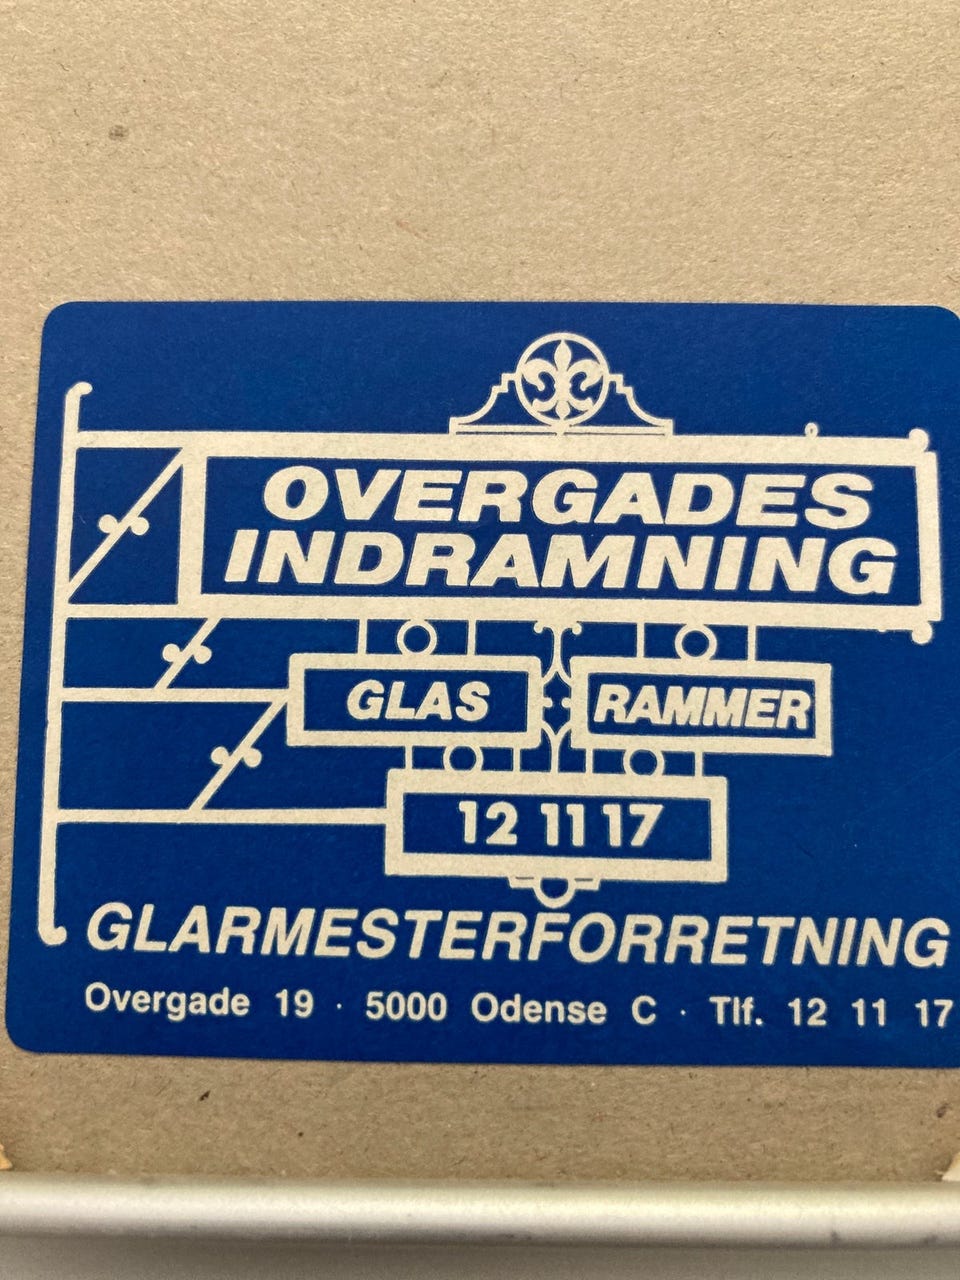 OVERGADES
INDRAMNING
GLAS RAMMER
12 11 17
GLARMESTERFORRETNING
Overgade 19 · 5000 Odense C · Tlf. 12 11 17